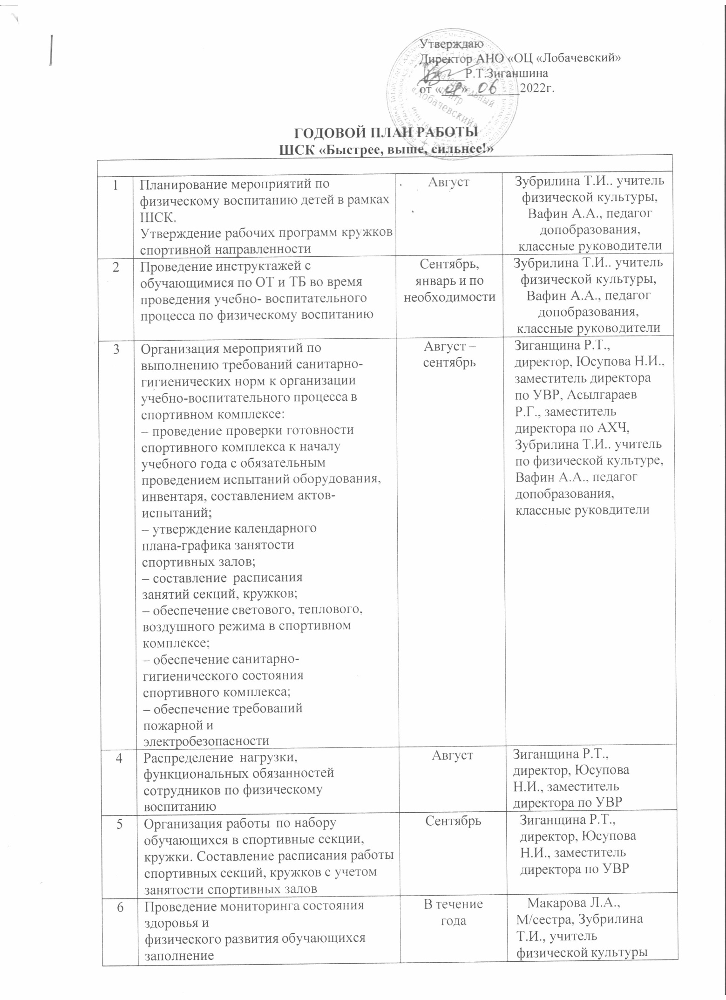 Утверждаю
Директор АНО «ОЦ «Лобачевский»
Р.Т.Зиганшина
от « » 06 2022г.
Образовательный
центр
«Лобачевский»
ГОДОВОЙ ПЛАН РАБОТЫ
ШСК «Быстрее, выше, сильнее!»
1
Планирование мероприятий по
физическому воспитанию детей в рамках
ШСК.
Утверждение рабочих программ кружков
спортивной направленности
Август
Зубрилина Т.И.. учитель
физической культуры,
Вафин А.А., педагог
допобразования,
классные руководители
2
Проведение инструктажей с
обучающимися по ОТ и ТБ во время
проведения учебно- воспитательного
процесса по физическому воспитанию
Сентябрь,
январь и по
необходимости
Зубрилина Т.И.. учитель
физической культуры,
Вафин А.А., педагог
допобразования,
классные руководители
3
Организация мероприятий по
выполнению требований санитарно-
гигиенических норм к организации
учебно-воспитательного процесса в
спортивном комплексе:
– проведение проверки готовности
спортивного комплекса к началу
учебного года с обязательным
проведением испытаний оборудования,
инвентаря, составлением актов-
испытаний;
– утверждение календарного
плана-графика занятости
спортивных залов;
– составление расписания
занятий секций, кружков;
– обеспечение светового, теплового,
воздушного режима в спортивном
комплексе;
– обеспечение санитарно-
гигиенического состояния
спортивного комплекса;
– обеспечение требований
пожарной и
электробезопасности
Август –
сентябрь
Зиганщина Р.Т.,
директор, Юсупова Н.И.,
заместитель директора
по УВР, Асылгараев
Р.Г., заместитель
директора по АХЧ,
Зубрилина Т.И.. учитель
по физической культуре,
Вафин А.А., педагог
допобразования,
классные руковдители
4
Распределение нагрузки,
функциональных обязанностей
сотрудников по физическому
воспитанию
Август
Зиганщина Р.Т.,
директор, Юсупова
Н.И., заместитель
директора по УВР
5
Организация работы по набору
обучающихся в спортивные секции,
кружки. Составление расписания работы
спортивных секций, кружков с учетом
занятости спортивных залов
Сентябрь
Зиганщина Р.Т.,
директор, Юсупова
Н.И., заместитель
директора по УВР
6
Проведение мониторинга состояния
здоровья и
физического развития обучающихся
заполнение
В течение
года
Макарова Л.А.,
М/сестра, Зубрилина
Т.И., учитель
физической культуры